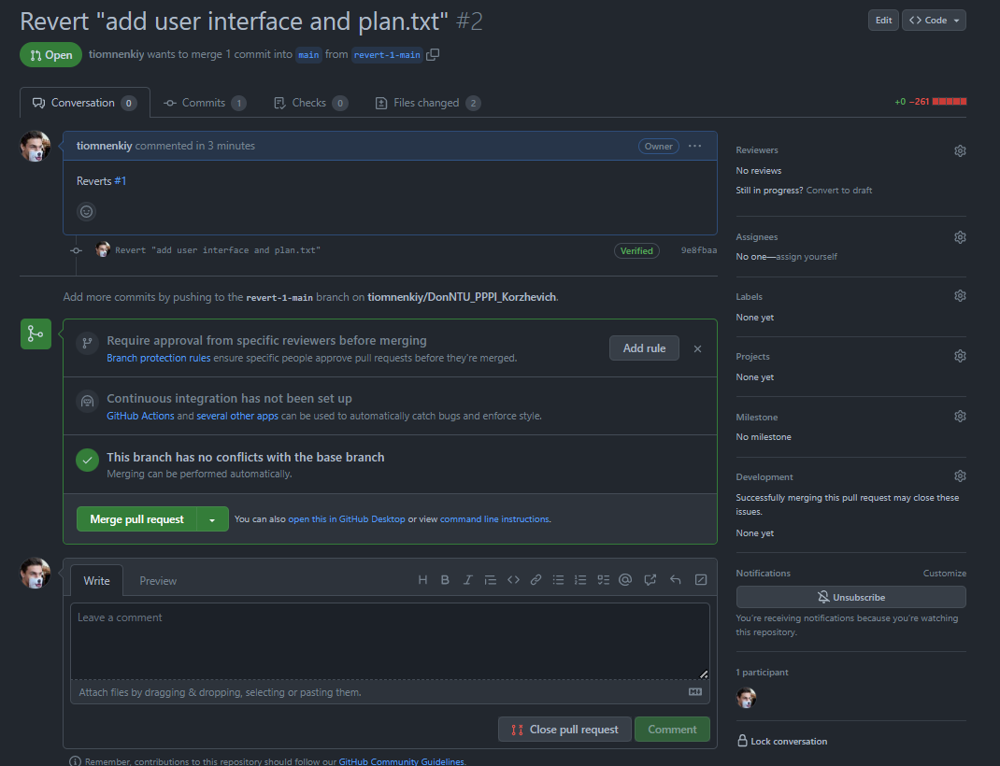 Revert "add user interface and plan.txt" #2
Edit
Code
Open
tiomnenkiy wants to merge 1 commit into main from revert-1-main
Conversation 0
Commits 1
Checks 0
Files changed 2
+0 −261
tiomnenkiy commented in 3 minutes
Owner
Reverts #1
Revert "add user interface and plan.txt"
Verified
9e8fbaa
Add more commits by pushing to the revert-1-main branch on tiomnenkiy/DonNTU_PPPI_Korzhevich.
Require approval from specific reviewers before merging
Branch protection rules ensure specific people approve pull requests before they're merged.
Add rule
Continuous integration has not been set up
GitHub Actions and several other apps can be used to automatically catch bugs and enforce style.
This branch has no conflicts with the base branch
Merging can be performed automatically.
Merge pull request
You can also open this in GitHub Desktop or view command line instructions.
Write
Preview
Leave a comment
Attach files by dragging & dropping, selecting or pasting them.
Close pull request
Comment
Remember, contributions to this repository should follow our GitHub Community Guidelines.
Reviewers
No reviews
Still in progress? Convert to draft
Assignees
No one—assign yourself
Labels
None yet
Projects
None yet
Milestone
No milestone
Development
Successfully merging this pull request may close these
issues.
None yet
Notifications
Customize
Unsubscribe
You're receiving notifications because you're watching
this repository.
1 participant
Lock conversation